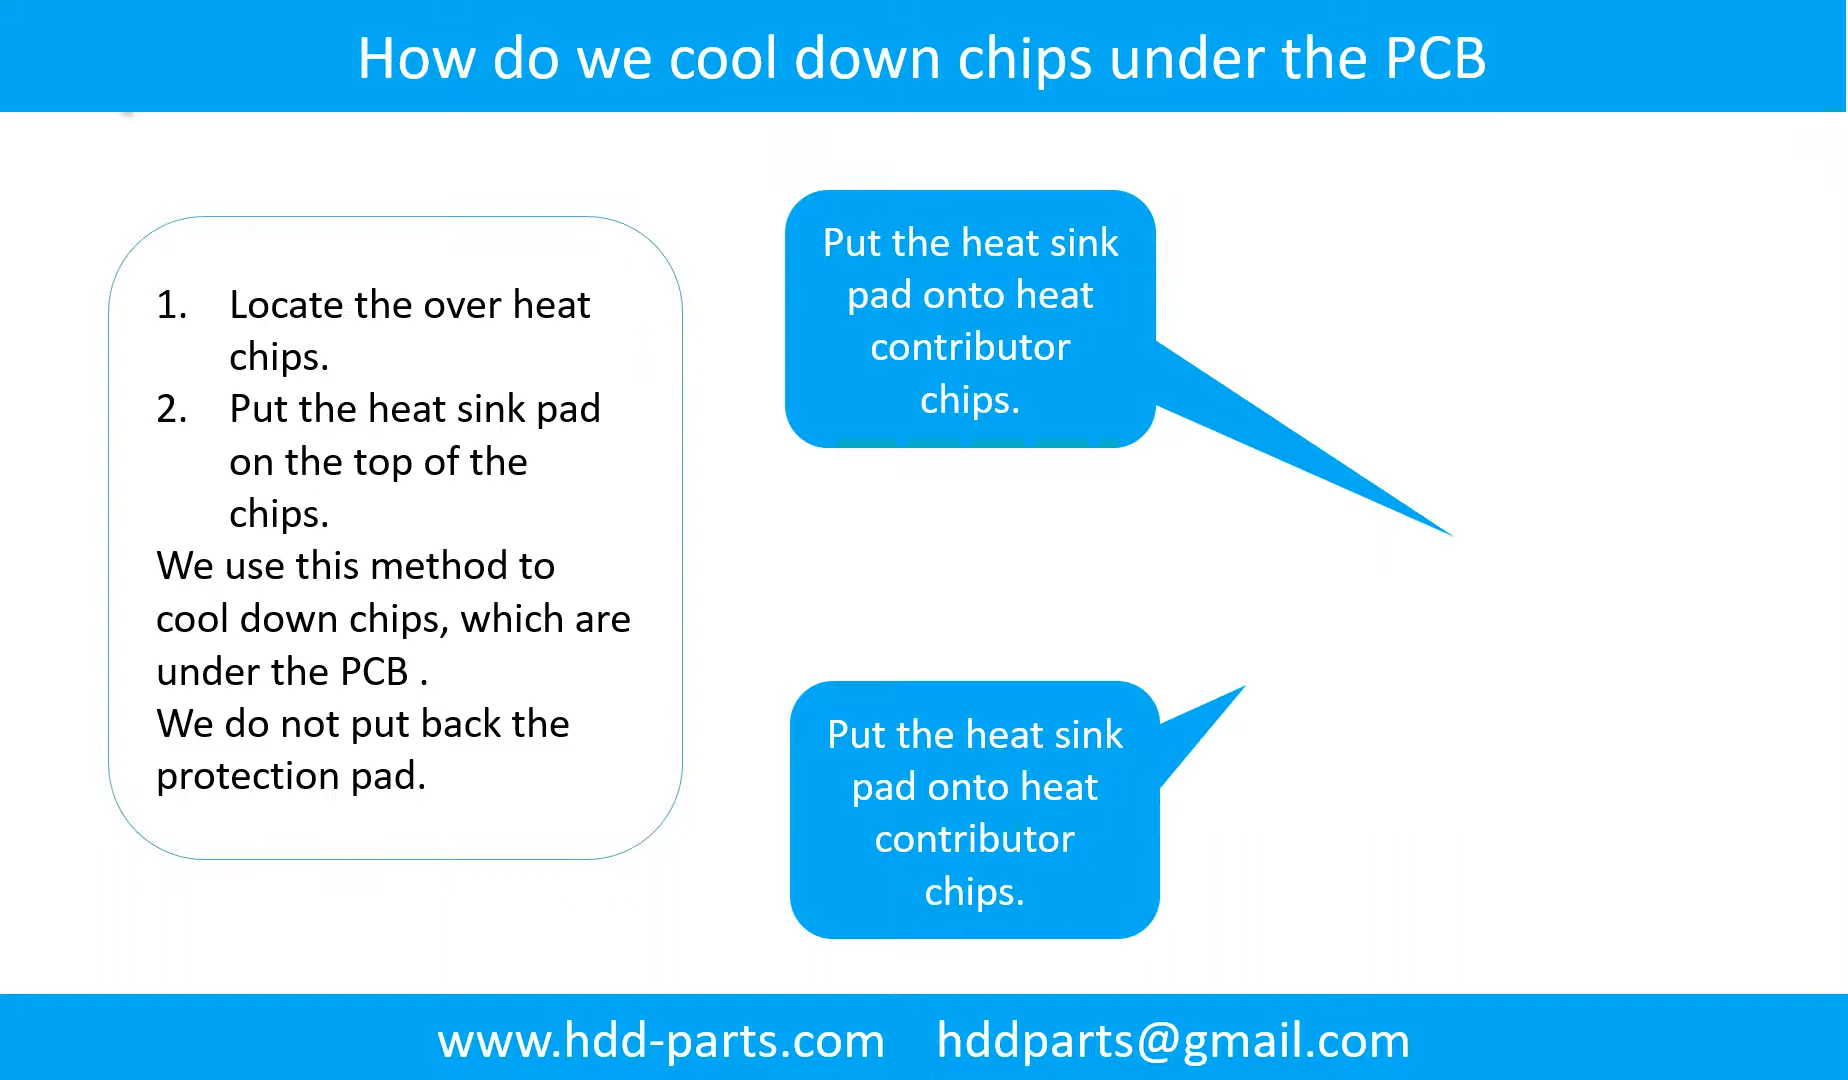 How do we cool down chips under the PCB
1. Locate the over heat
chips.
2. Put the heat sink pad
on the top of the
chips.
We use this method to
cool down chips, which are
under the PCB .
We do not put back the
protection pad.
Put the heat sink
pad onto heat
contributor
chips.
Put the heat sink
pad onto heat
contributor
chips.
www.hdd-parts.com hddparts@gmail.com